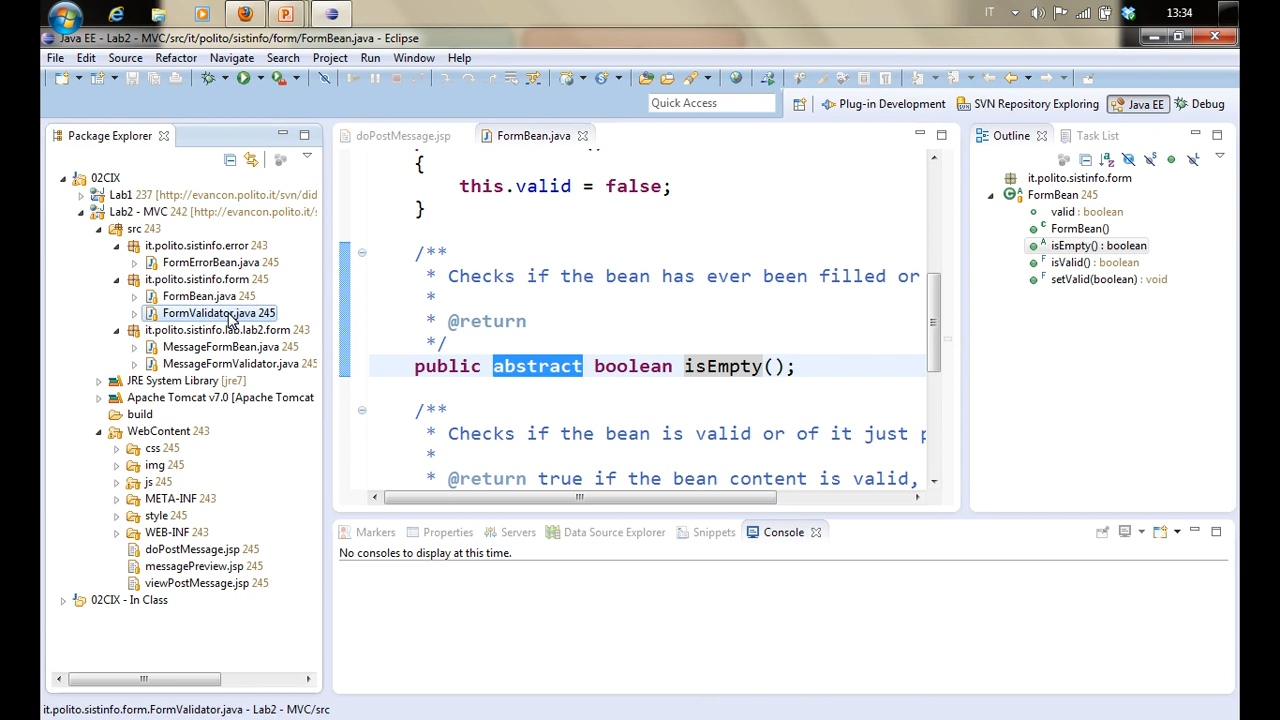 IT
13:34
Java EE - Lab2 - MVC/src/it/polito/sistinfo/form/FormBean.java - Eclipse
File Edit Source Refactor Navigate Search Project Run Window Help
Quick Access
Plug-in Development
SVN Repository Exploring
Java EE
Debug
Package Explorer
02CIX
Lab1 237 [http://evancon.polito.it/svn/did
Lab2 - MVC 242 [http://evancon.polito.it/s
src 243
it.polito.sistinfo.error 243
FormErrorBean.java 243
it.polito.sistinfo.form 245
FormBean.java 245
FormValidator.java 245
it.polito.sistinfo.lab.lab2.form 243
MessageFormBean.java 245
MessageFormValidator.java 245
JRE System Library [jre7]
Apache Tomcat v7.0 [Apache Tomcat
build
WebContent 243
css 245
img 245
js 245
META-INF 243
style 245
WEB-INF 243
doPostMessage.jsp 245
messagePreview.jsp 245
viewPostMessage.jsp 245
02CIX - In Class
doPostMessage.jsp
FormBean.java
{
this.valid = false;
}
/**
* Checks if the bean has ever been filled or
*
* @return
*/
public abstract boolean isEmpty();
/**
* Checks if the bean is valid or of it just p
*
* @return true if the bean content is valid,
Outline
Task List
it.polito.sistinfo.form
FormBean 245
valid : boolean
FormBean()
isEmpty() : boolean
isValid() : boolean
setValid(boolean) : void
Markers
Properties
Servers
Data Source Explorer
Snippets
Console
No consoles to display at this time.
it.polito.sistinfo.form.FormValidator.java - Lab2 - MVC/src